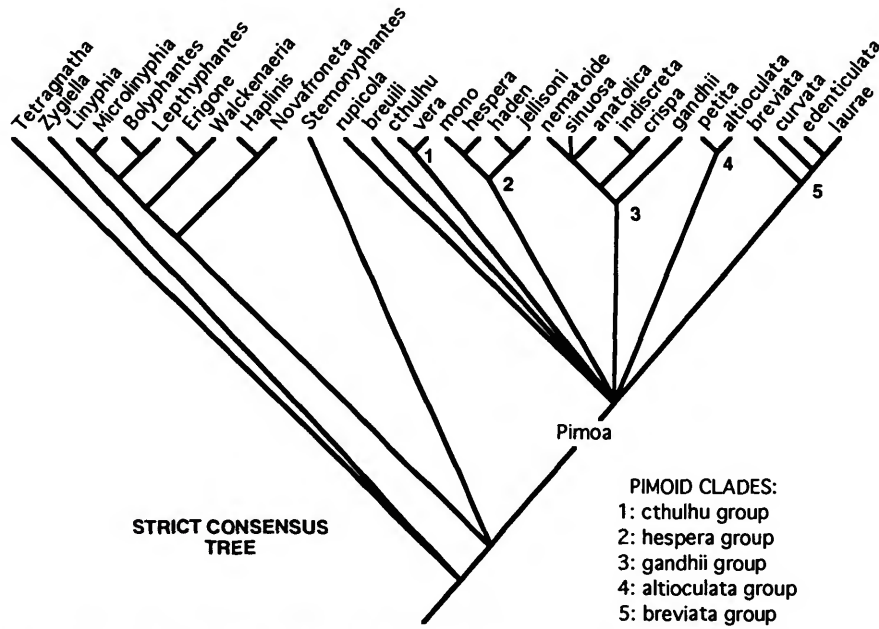 Tetragnatha
Zygiella
Linyphia
Microlinyphia
Bolyphantes
Lepthyphantes
Erigone
Walckenaeria
Haplinis
Novafroneta
Stemonyphantes
rupicola
breuili
cthulhu
vera
mono
hespera
haden
jellisoni
nematoide
sinuosa
anatolica
indiscreta
crispa
gandhii
petita
altioculata
breviata
curvata
edenticulata
laurae
1
2
3
4
5
Pimoa
STRICT CONSENSUS
TREE
PIMOID CLADES:
1: cthulhu group
2: hespera group
3: gandhii group
4: altioculata group
5: breviata group